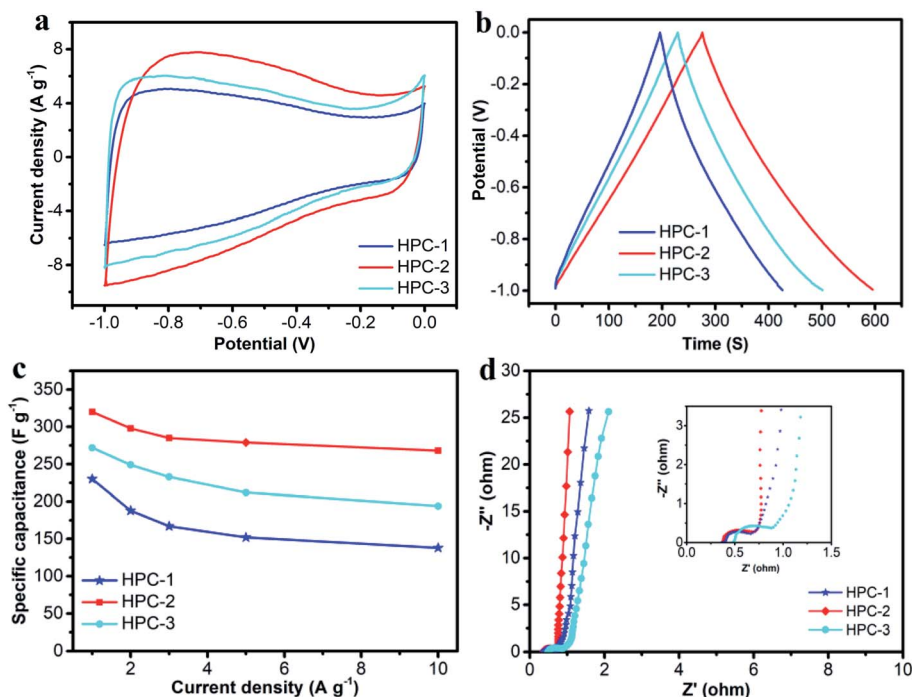 a
Current density (A g⁻¹)
8
4
0
-4
-8
-1.0 -0.8 -0.6 -0.4 -0.2 0.0
Potential (V)
HPC-1
HPC-2
HPC-3
b
Potential (V)
0.0
-0.2
-0.4
-0.6
-0.8
-1.0
0 100 200 300 400 500 600
Time (S)
HPC-1
HPC-2
HPC-3
c
Specific capacitance (F g⁻¹)
375
350
300
250
200
150
100
50
0
2 4 6 8 10
Current density (A g⁻¹)
HPC-1
HPC-2
HPC-3
d
-Z'' (ohm)
30
25
20
15
10
5
0
0 1 2 4 6 8 10
Z' (ohm)
-Z'' (ohm)
3
2
1
0
0.0 0.5 1.0 1.5
Z' (ohm)
HPC-1
HPC-2
HPC-3